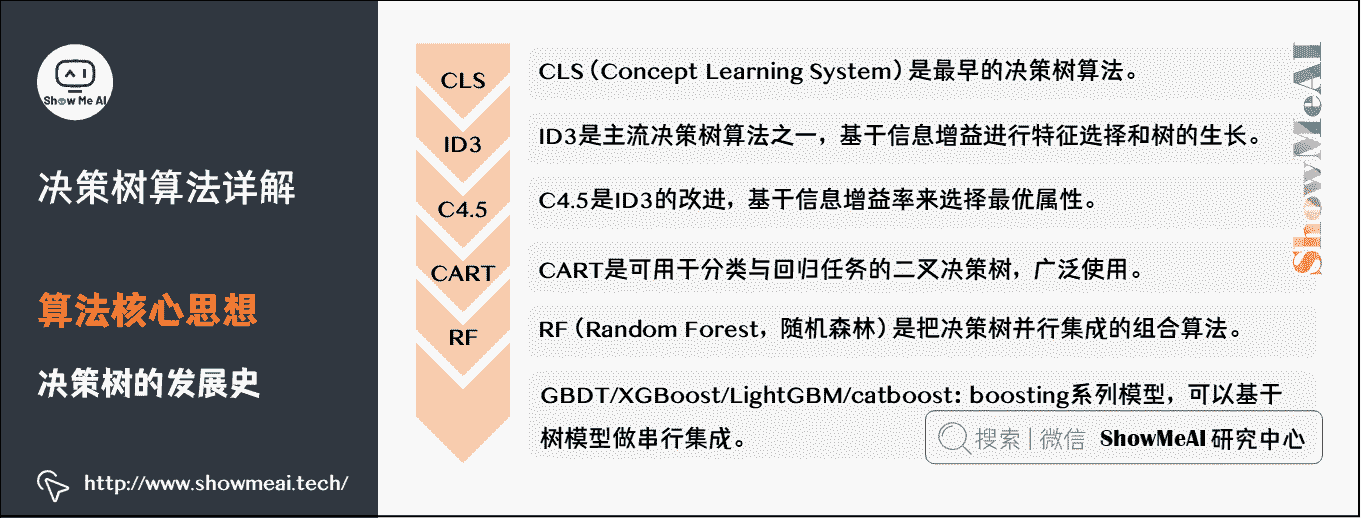 Show Me AI
决策树算法详解
算法核心思想
决策树的发展史
http://www.showmeai.tech/
CLS
CLS（Concept Learning System）是最早的决策树算法。
ID3
ID3是主流决策树算法之一，基于信息增益进行特征选择和树的生长。
C4.5
C4.5是ID3的改进，基于信息增益率来选择最优属性。
CART
CART是可用于分类与回归任务的二叉决策树，广泛使用。
RF
RF（Random Forest，随机森林）是把决策树并行集成的组合算法。
GBDT/XGBoost/LightGBM/catboost: boosting系列模型，可以基于
树模型做串行集成。
搜索 | 微信 ShowMeAI 研究中心
ShowMeAI